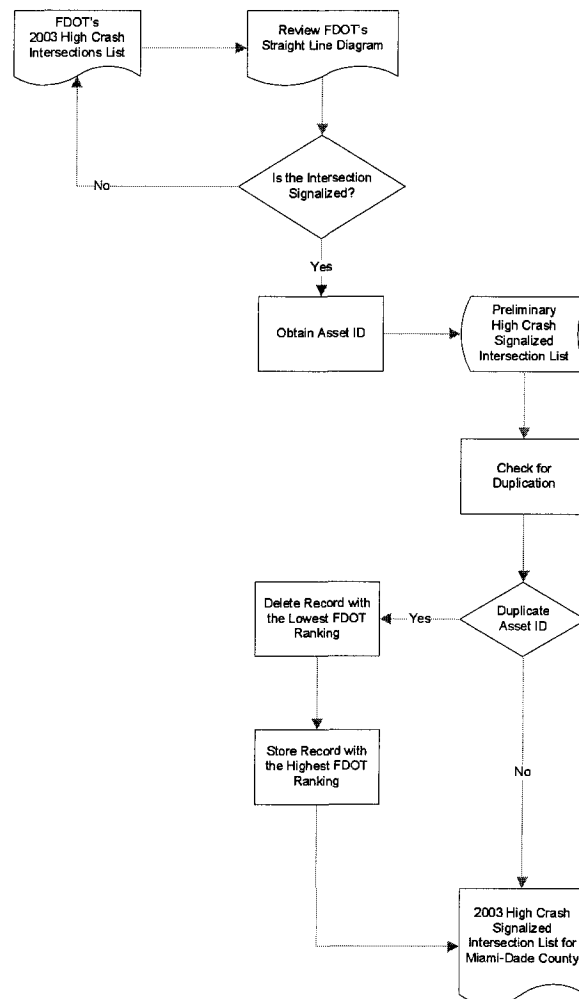 FDOT's
2003 High Crash
Intersections List
Review FDOT's
Straight Line Diagram
Is the Intersection
Signalized?
No
Yes
Obtain Asset ID
Preliminary
High Crash
Signalized
Intersection List
Check for
Duplication
Duplicate
Asset ID
Yes
Delete Record with
the Lowest FDOT
Ranking
Store Record with
the Highest FDOT
Ranking
No
2003 High Crash
Signalized
Intersection List for
Miami-Dade County